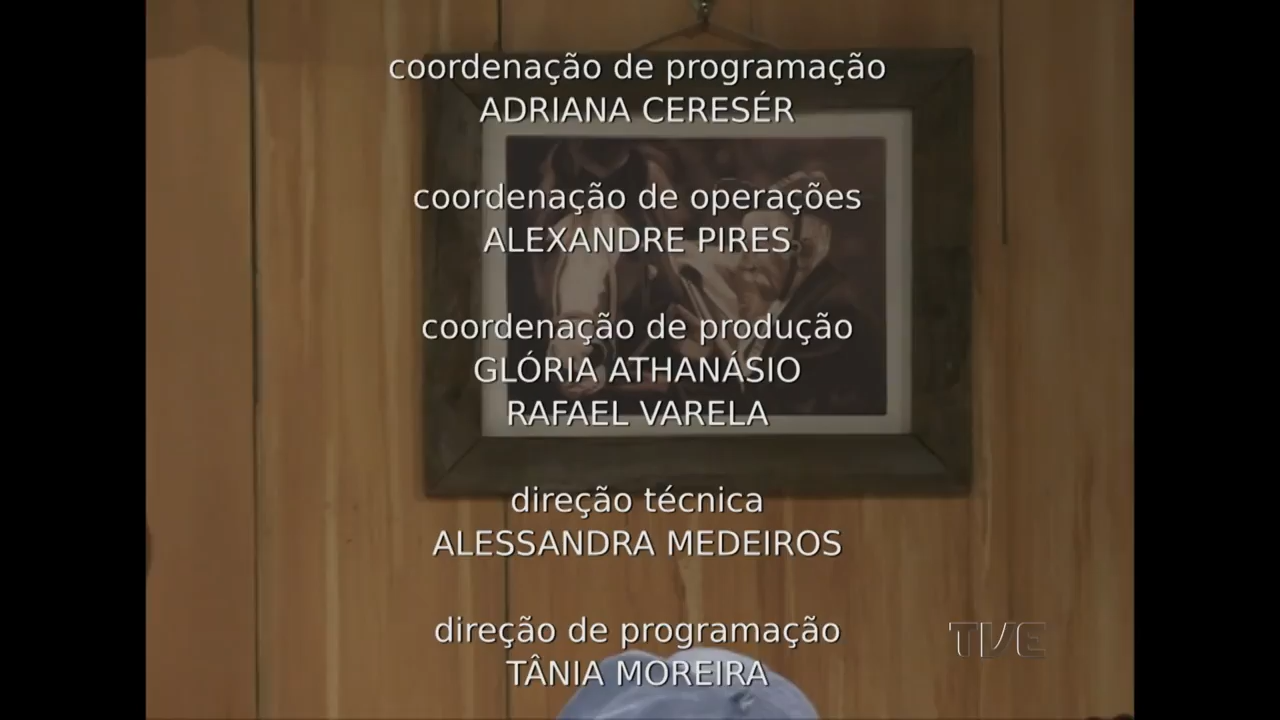 coordenação de programação
ADRIANA CERESÉR
coordenação de operações
ALEXANDRE PIRES
coordenação de produção
GLÓRIA ATHANÁSIO
RAFAEL VARELA
direção técnica
ALESSANDRA MEDEIROS
direção de programação
TVE
TÂNIA MOREIRA